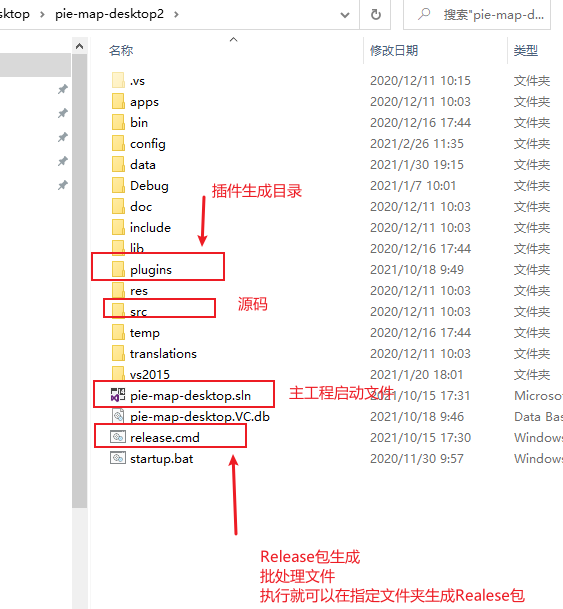 sktop › pie-map-desktop2 ›
搜索"pie-map-d...
名称 修改日期 类型
.vs 2020/12/11 10:15 文件夹
apps 2020/12/11 10:03 文件夹
bin 2020/12/16 17:44 文件夹
config 2021/2/26 11:35 文件夹
data 2021/1/30 19:15 文件夹
Debug 2021/1/7 10:01 文件夹
插件生成目录
doc 2020/12/11 10:03 文件夹
include 2020/12/11 10:03 文件夹
lib 2020/12/16 17:44 文件夹
plugins 2021/10/18 9:49 文件夹
res 2020/12/11 10:03 文件夹
src 源码 2020/12/11 10:03 文件夹
temp 2020/12/16 17:44 文件夹
translations 2020/12/11 10:03 文件夹
vs2015 2021/1/20 18:01 文件夹
pie-map-desktop.sln 主工程启动文件 2021/10/15 17:31 Microsof
pie-map-desktop.VC.db 2021/10/18 9:46 Data Bas
release.cmd 2021/10/15 17:30 Windows
startup.bat 2020/11/30 9:57 Windows
Release包生成
批处理文件
执行就可以在指定文件夹生成Realese包